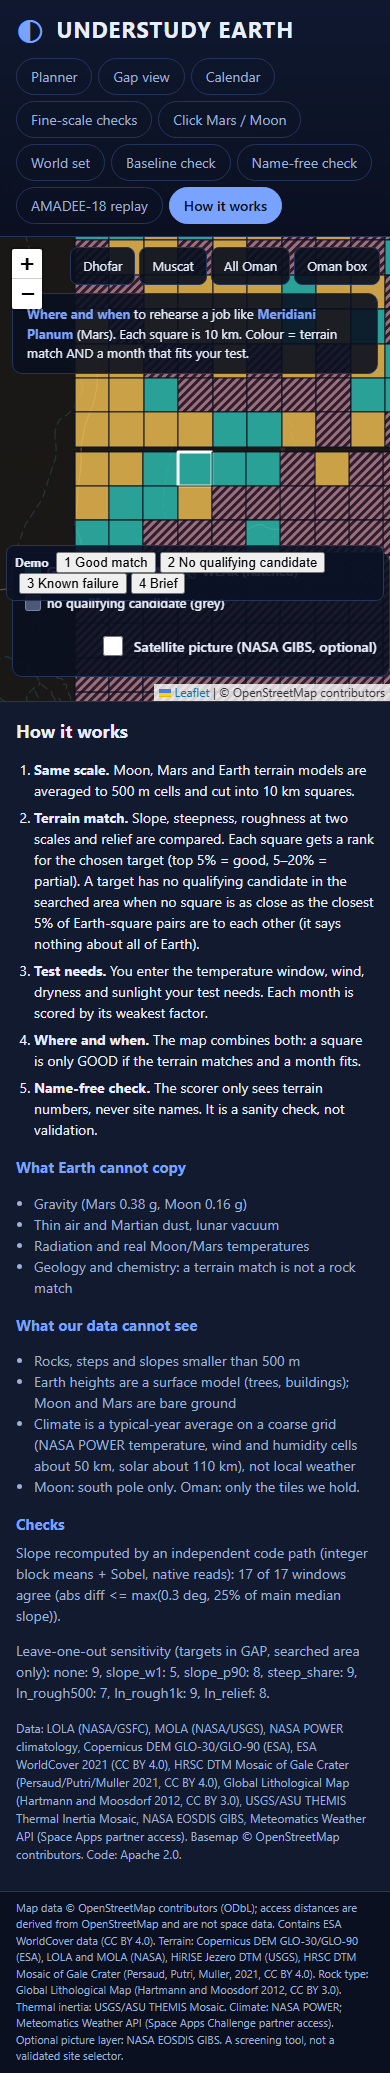 UNDERSTUDY EARTH
Planner
Gap view
Calendar
Fine-scale checks
Click Mars / Moon
World set
Baseline check
Name-free check
AMADEE-18 replay
How it works
+
−
Dhofar
Muscat
All Oman
Oman box
Where and when to rehearse a job like Meridiani
Planum (Mars). Each square is 10 km. Colour = terrain
match AND a month that fits your test.
Demo
1 Good match
2 No qualifying candidate
3 Known failure
4 Brief
no qualifying candidate (grey)
Satellite picture (NASA GIBS, optional)
Leaflet | © OpenStreetMap contributors
How it works
1. Same scale. Moon, Mars and Earth terrain models are
averaged to 500 m cells and cut into 10 km squares.
2. Terrain match. Slope, steepness, roughness at two
scales and relief are compared. Each square gets a rank
for the chosen target (top 5% = good, 5–20% =
partial). A target has no qualifying candidate in the
searched area when no square is as close as the closest
5% of Earth-square pairs are to each other (it says
nothing about all of Earth).
3. Test needs. You enter the temperature window, wind,
dryness and sunlight your test needs. Each month is
scored by its weakest factor.
4. Where and when. The map combines both: a square
is only GOOD if the terrain matches and a month fits.
5. Name-free check. The scorer only sees terrain
numbers, never site names. It is a sanity check, not
validation.
What Earth cannot copy
• Gravity (Mars 0.38 g, Moon 0.16 g)
• Thin air and Martian dust, lunar vacuum
• Radiation and real Moon/Mars temperatures
• Geology and chemistry: a terrain match is not a rock
match
What our data cannot see
• Rocks, steps and slopes smaller than 500 m
• Earth heights are a surface model (trees, buildings);
Moon and Mars are bare ground
• Climate is a typical-year average on a coarse grid
(NASA POWER temperature, wind and humidity cells
about 50 km, solar about 110 km), not local weather
• Moon: south pole only. Oman: only the tiles we hold.
Checks
Slope recomputed by an independent code path (integer
block means + Sobel, native reads): 17 of 17 windows
agree (abs diff <= max(0.3 deg, 25% of main median
slope)).
Leave-one-out sensitivity (targets in GAP, searched area
only): none: 9, slope_w1: 5, slope_p90: 8, steep_share: 9,
ln_rough500: 7, ln_rough1k: 9, ln_relief: 8.
Data: LOLA (NASA/GSFC), MOLA (NASA/USGS), NASA POWER
climatology, Copernicus DEM GLO-30/GLO-90 (ESA), ESA
WorldCover 2021 (CC BY 4.0), HRSC DTM Mosaic of Gale Crater
(Persaud/Putri/Muller 2021, CC BY 4.0), Global Lithological Map
(Hartmann and Moosdorf 2012, CC BY 3.0), USGS/ASU THEMIS
Thermal Inertia Mosaic, NASA EOSDIS GIBS, Meteomatics Weather
API (Space Apps partner access). Basemap © OpenStreetMap
contributors. Code: Apache 2.0.
Map data © OpenStreetMap contributors (ODbL); access distances are
derived from OpenStreetMap and are not space data. Contains ESA
WorldCover data (CC BY 4.0). Terrain: Copernicus DEM GLO-30/GLO-90
(ESA), LOLA and MOLA (NASA), HiRISE Jezero DTM (USGS), HRSC DTM
Mosaic of Gale Crater (Persaud, Putri, Muller, 2021, CC BY 4.0). Rock type:
Global Lithological Map (Hartmann and Moosdorf 2012, CC BY 3.0).
Thermal inertia: USGS/ASU THEMIS Mosaic. Climate: NASA POWER;
Meteomatics Weather API (Space Apps Challenge partner access).
Optional picture layer: NASA EOSDIS GIBS. A screening tool, not a
validated site selector.